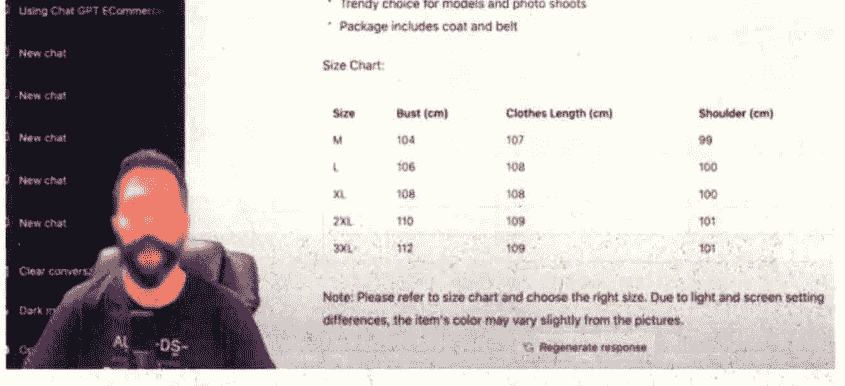 Using Chat GPT ECommerce
New chat
New chat
New chat
New chat
New chat
Clear conversa
Dark m
Trendy choice for models and photo shoots
Package includes coat and belt
Size Chart:
Size Bust (cm) Clothes Length (cm) Shoulder (cm)
M 104 107 99
L 106 108 100
XL 108 108 100
2XL 110 109 101
3XL 112 109 101
Note: Please refer to size chart and choose the right size. Due to light and screen setting
differences, the item's color may vary slightly from the pictures.
Regenerate response